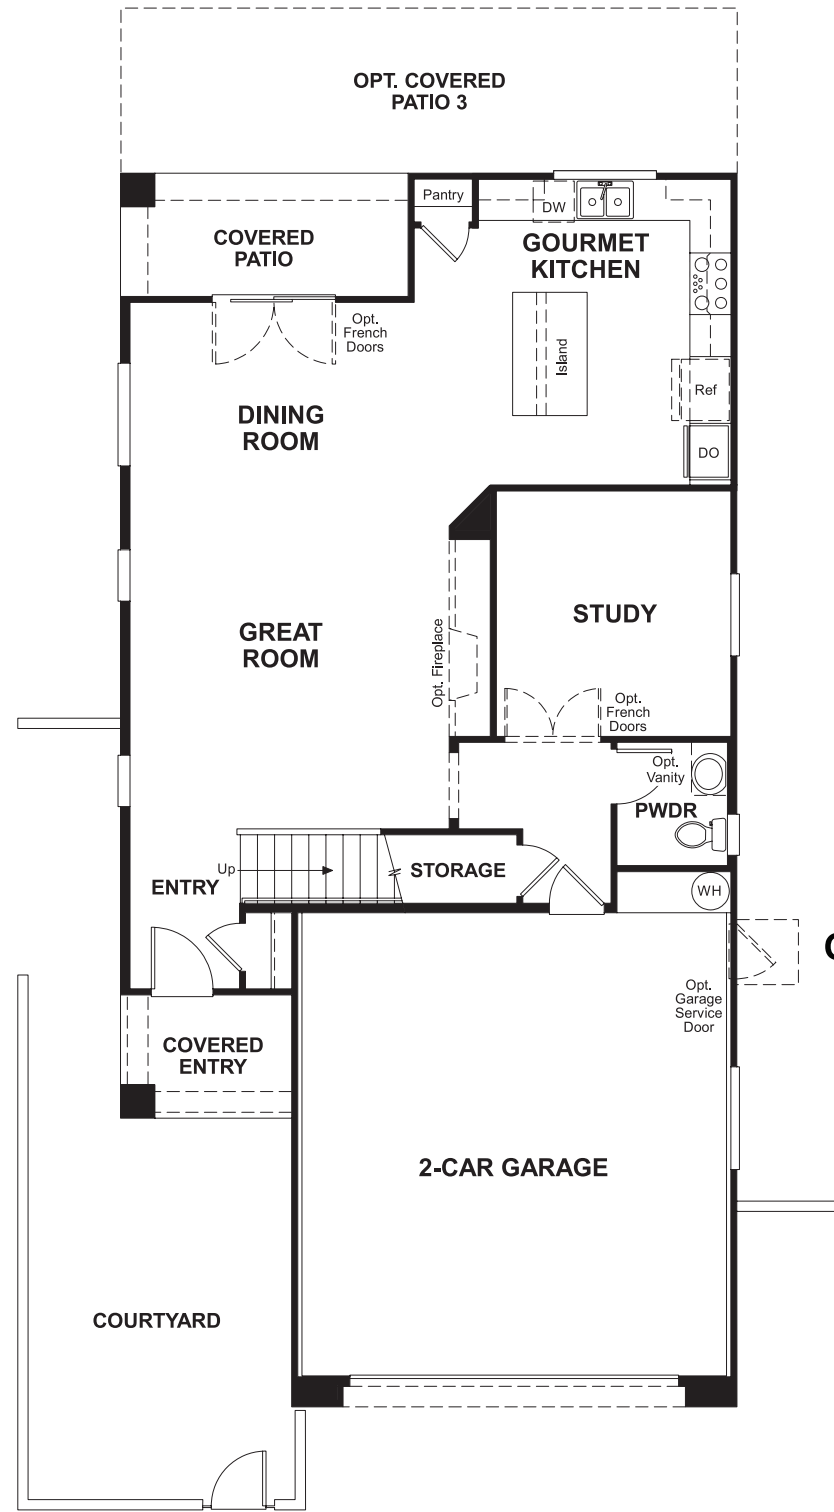 OPT. COVERED
PATIO 3
Pantry
DW
COVERED
PATIO
GOURMET
KITCHEN
Opt.
French
Doors
Island
Ref
DINING
ROOM
DO
STUDY
GREAT
ROOM
Opt. Fireplace
Opt.
French
Doors
Opt.
Vanity
PWDR
Up
STORAGE
ENTRY
WH
Opt.
Garage
Service
Door
COVERED
ENTRY
2-CAR GARAGE
COURTYARD